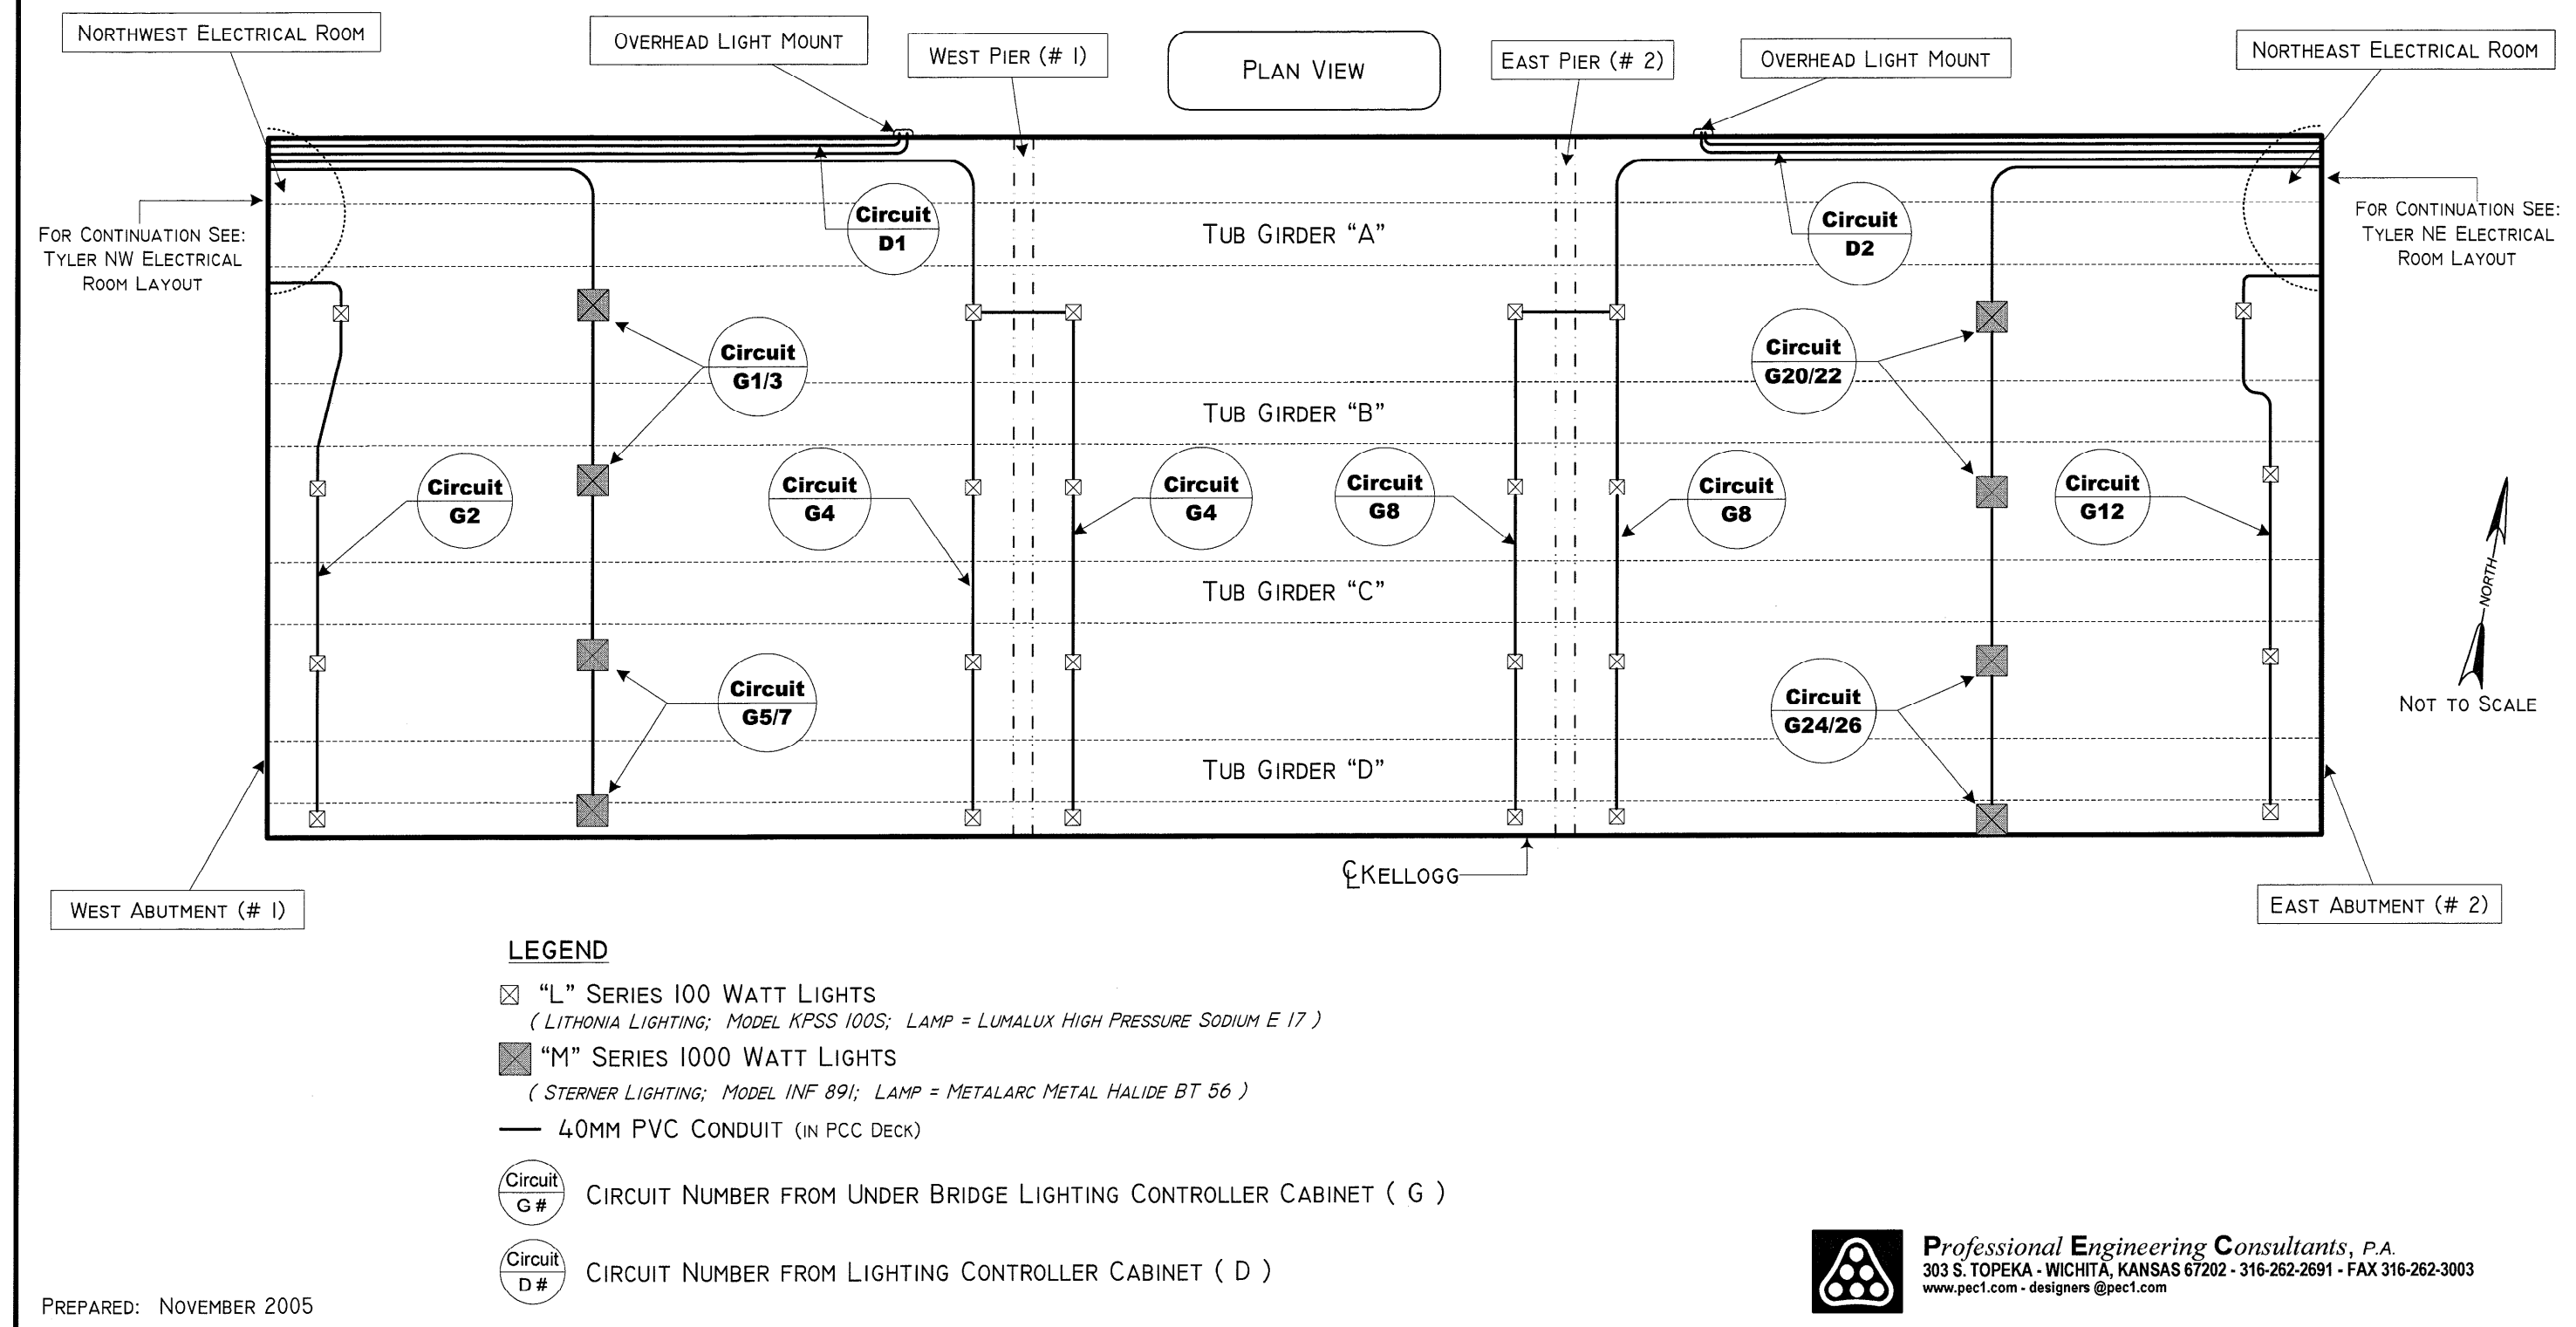 NORTHWEST ELECTRICAL ROOM
OVERHEAD LIGHT MOUNT
WEST PIER (# 1)
PLAN VIEW
EAST PIER (# 2)
OVERHEAD LIGHT MOUNT
NORTHEAST ELECTRICAL ROOM
FOR CONTINUATION SEE:
TYLER NW ELECTRICAL
ROOM LAYOUT
Circuit
D1
TUB GIRDER "A"
Circuit
D2
FOR CONTINUATION SEE:
TYLER NE ELECTRICAL
ROOM LAYOUT
Circuit
G1/3
TUB GIRDER "B"
Circuit
G20/22
Circuit
G2
Circuit
G4
Circuit
G4
Circuit
G8
Circuit
G8
Circuit
G12
TUB GIRDER "C"
NORTH
NOT TO SCALE
Circuit
G5/7
TUB GIRDER "D"
Circuit
G24/26
℄ KELLOGG
WEST ABUTMENT (# 1)
EAST ABUTMENT (# 2)
LEGEND
"L" SERIES 100 WATT LIGHTS
( LITHONIA LIGHTING; MODEL KPSS 100S; LAMP = LUMALUX HIGH PRESSURE SODIUM E 17 )
"M" SERIES 1000 WATT LIGHTS
( STERNER LIGHTING; MODEL INF 891; LAMP = METALARC METAL HALIDE BT 56 )
40MM PVC CONDUIT (IN PCC DECK)
Circuit
G #
CIRCUIT NUMBER FROM UNDER BRIDGE LIGHTING CONTROLLER CABINET ( G )
Circuit
D #
CIRCUIT NUMBER FROM LIGHTING CONTROLLER CABINET ( D )
PREPARED: NOVEMBER 2005
Professional Engineering Consultants, P.A.
303 S. TOPEKA - WICHITA, KANSAS 67202 - 316-262-2691 - FAX 316-262-3003
www.pec1.com - designers @pec1.com